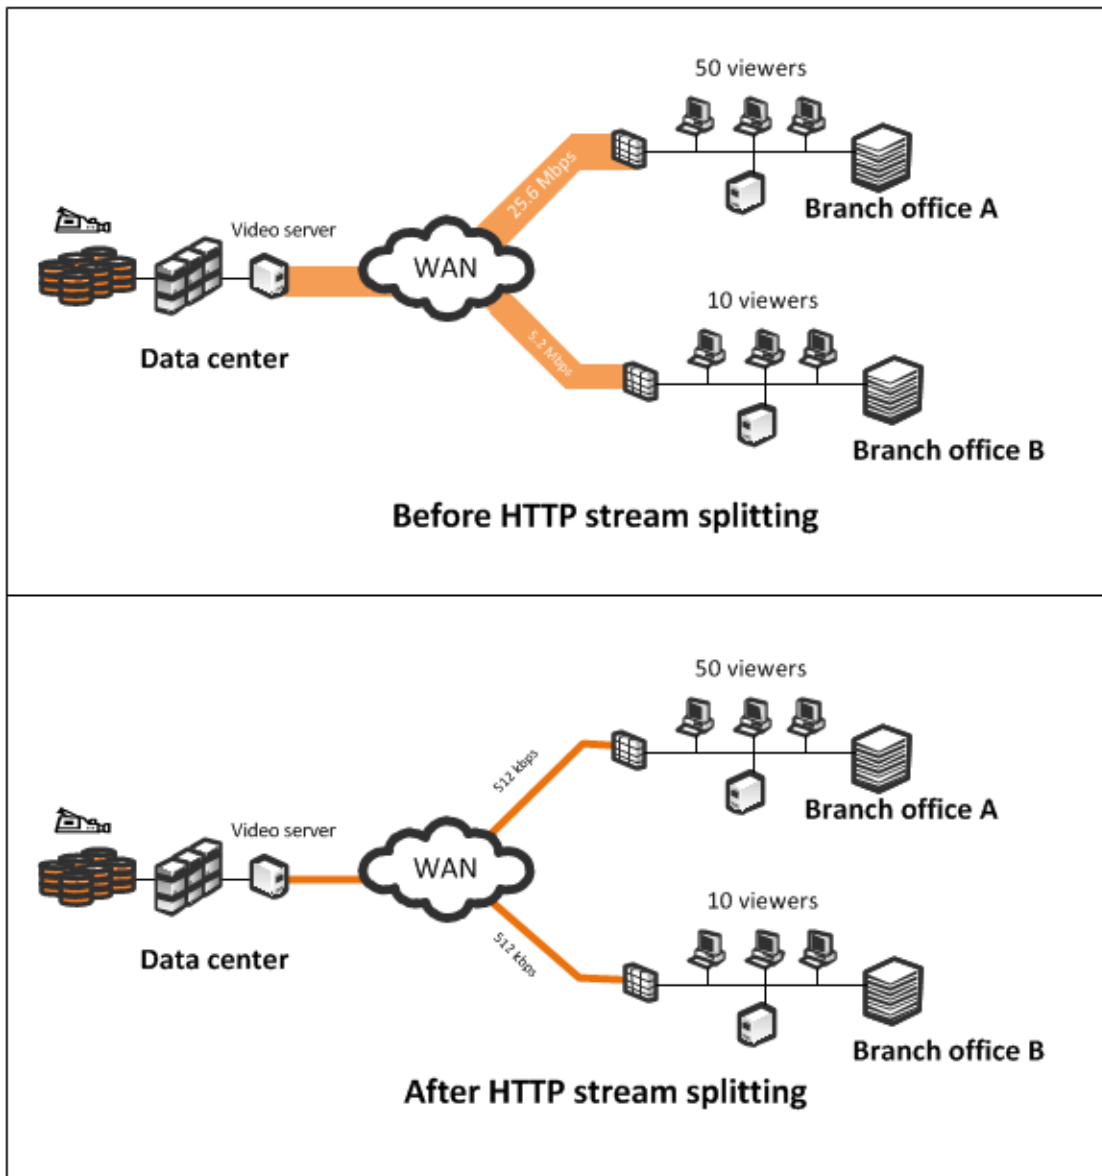 50 viewers
25.6 Mbps
Branch office A
Video server
WAN
10 viewers
5.2 Mbps
Data center
Branch office B
Before HTTP stream splitting
50 viewers
512 kbps
Branch office A
Video server
WAN
10 viewers
512 kbps
Data center
Branch office B
After HTTP stream splitting